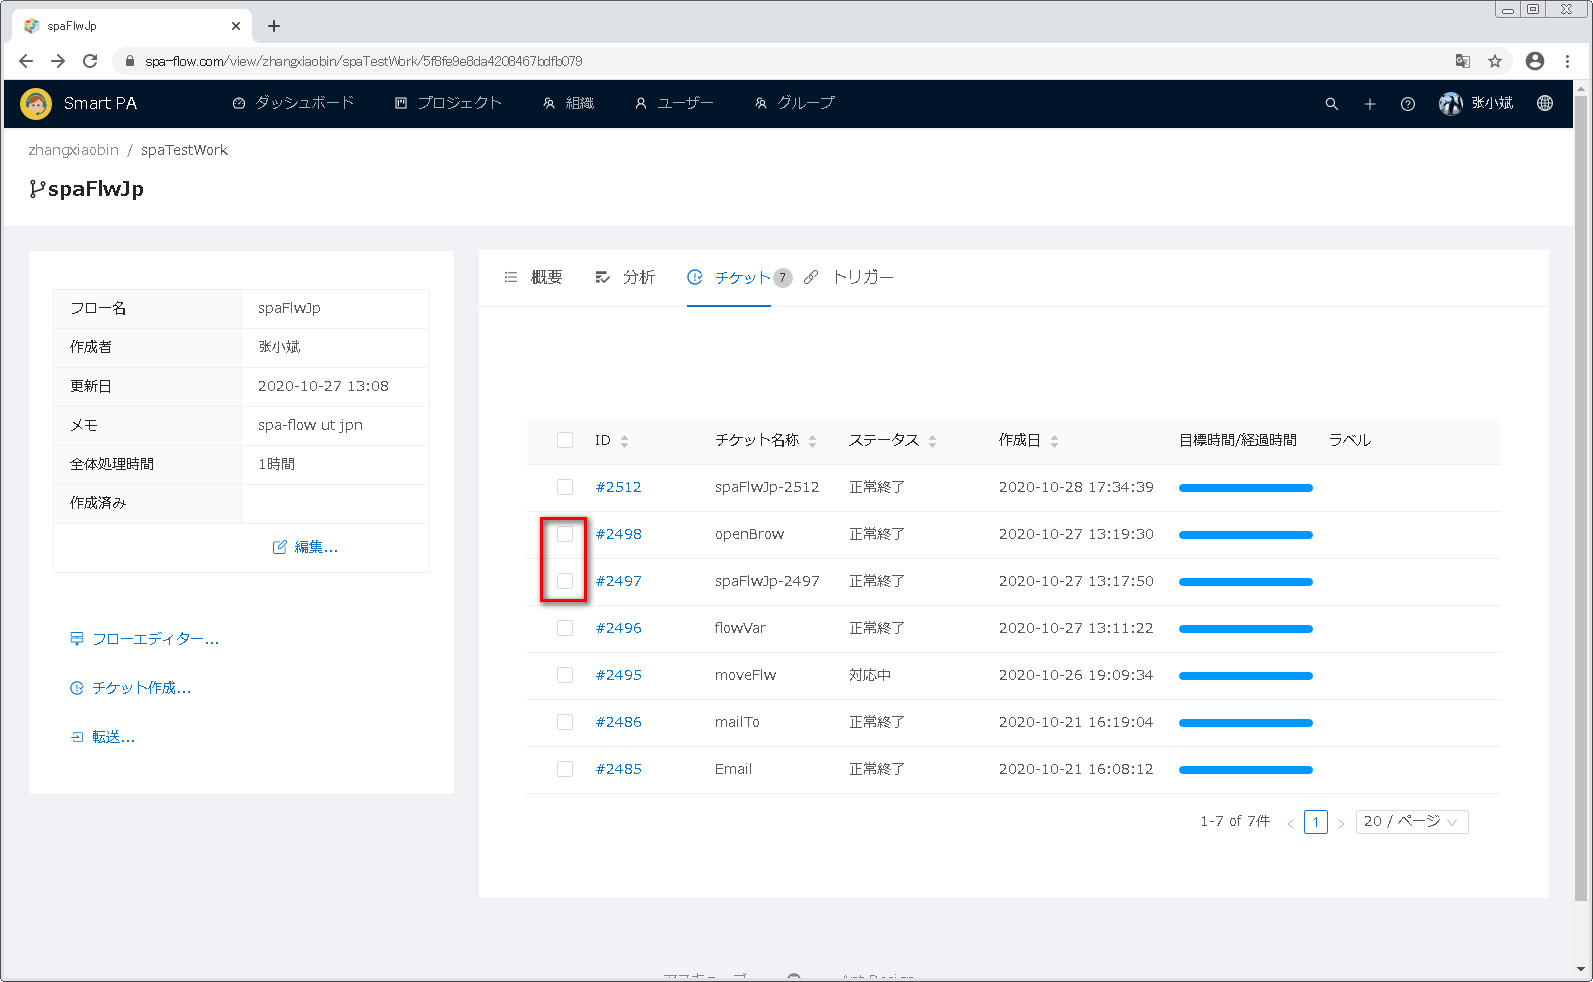 spaFlwJp
spa-flow.com/view/zhangxiaobin/spaTestWork/5f8fe9e8da4208467bdfb079
Smart PA ダッシュボード プロジェクト 組織 ユーザー グループ 张小斌
zhangxiaobin / spaTestWork
spaFlwJp
フロー名 spaFlwJp
作成者 张小斌
更新日 2020-10-27 13:08
メモ spa-flow ut jpn
全体処理時間 1時間
作成済み
編集...
フローエディター...
チケット作成...
転送...
概要 分析 チケット 7 トリガー
ID チケット名称 ステータス 作成日 目標時間/経過時間 ラベル
#2512 spaFlwJp-2512 正常終了 2020-10-28 17:34:39
#2498 openBrow 正常終了 2020-10-27 13:19:30
#2497 spaFlwJp-2497 正常終了 2020-10-27 13:17:50
#2496 flowVar 正常終了 2020-10-27 13:11:22
#2495 moveFlw 対応中 2020-10-26 19:09:34
#2486 mailTo 正常終了 2020-10-21 16:19:04
#2485 Email 正常終了 2020-10-21 16:08:12
1-7 of 7件 < 1 > 20 / ページ